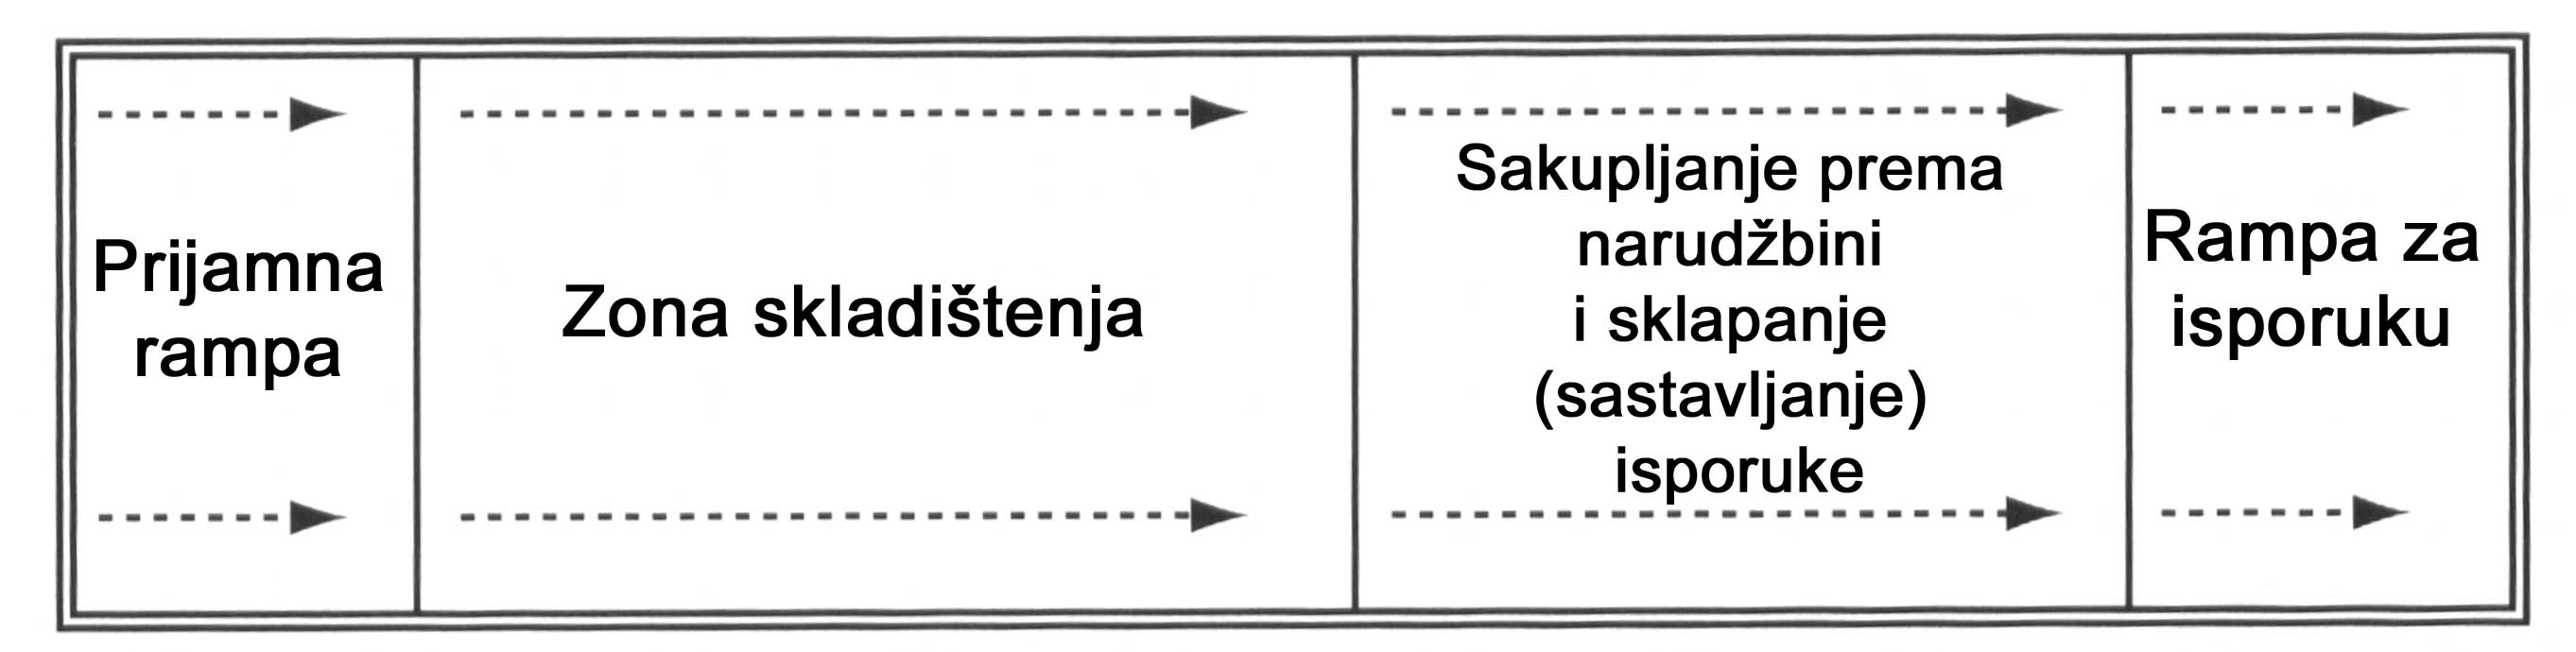 Prijamna
rampa
Zona skladištenja
Sakupljanje prema
narudžbini
i sklapanje
(sastavljanje)
isporuke
Rampa za
isporuku